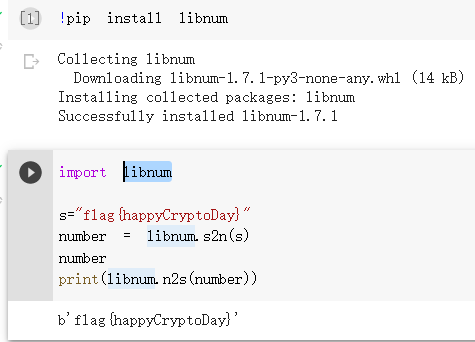 [1] !pip install libnum
Collecting libnum
Downloading libnum-1.7.1-py3-none-any.whl (14 kB)
Installing collected packages: libnum
Successfully installed libnum-1.7.1
import libnum
s="flag{happyCryptoDay}"
number = libnum.s2n(s)
number
print(libnum.n2s(number))
b'flag{happyCryptoDay}'